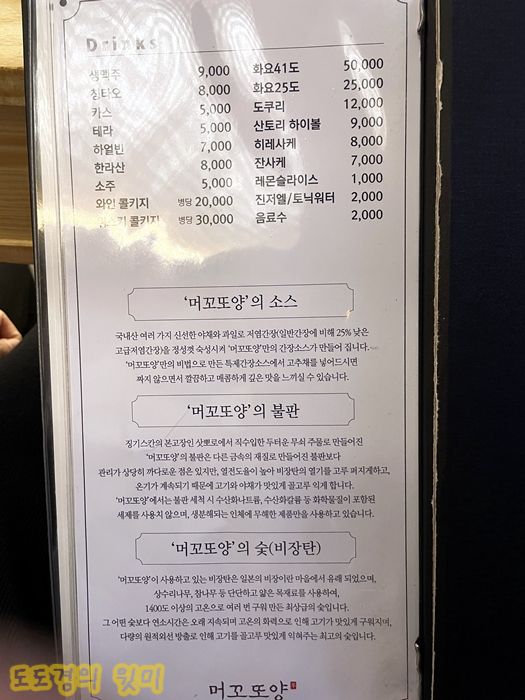 Drinks
생맥주 9,000
칭타오 8,000
카스 5,000
테라 5,000
하얼빈 7,000
한라산 8,000
소주 5,000
와인 콜키지 병당 20,000
위스키 콜키지 병당 30,000
화요41도 50,000
화요25도 25,000
도쿠리 12,000
산토리 하이볼 9,000
히레사케 8,000
잔사케 7,000
레몬슬라이스 1,000
진저엘/토닉워터 2,000
음료수 2,000
'머꼬또양'의 소스
국내산 여러 가지 신선한 야채와 과일로 저염간장(일반간장에 비해 25% 낮은
고급저염간장)을 정성껏 숙성시켜 '머꼬또양'만의 간장소스가 만들어 집니다.
'머꼬또양'만의 비법으로 만든 특제간장소스에서 고추채를 넣어드시면
짜지 않으면서 깔끔하고 매콤하게 깊은 맛을 느끼실 수 있습니다.
'머꼬또양'의 불판
징기스칸의 본고장인 삿뽀로에서 직수입한 두터운 무쇠 주물로 만들어진
'머꼬또양'의 불판은 다른 금속의 재질로 만들어진 불판보다
관리가 상당히 까다로운 점은 있지만, 열전도율이 높아 비장탄의 열기를 고루 퍼지게하고,
온기가 계속되기 때문에 고기와 야채가 맛있게 골고루 익게 합니다.
'머꼬또양'에서는 불판 세척 시 수산화나트륨, 수산화칼륨 등 화학물질이 포함된
세제를 사용치 않으며, 생분해되는 인체에 무해한 제품만을 사용하고 있습니다.
'머꼬또양'의 숯(비장탄)
'머꼬또양'이 사용하고 있는 비장탄은 일본의 비장이란 마을에서 유래 되었으며,
상수리나무, 참나무 등 단단하고 얇은 목재료를 사용하여,
1400도 이상의 고온으로 여러 번 구워 만든 최상급의 숯입니다.
그 어떤 숯보다 연소시간은 오래 지속되며 고온의 화력으로 인해 고기가 맛있게 구워지며,
다량의 원적외선 방출로 인해 고기를 골고루 맛있게 익혀주는 최고의 숯입니다.
머꼬또양
도도겸의 윗미